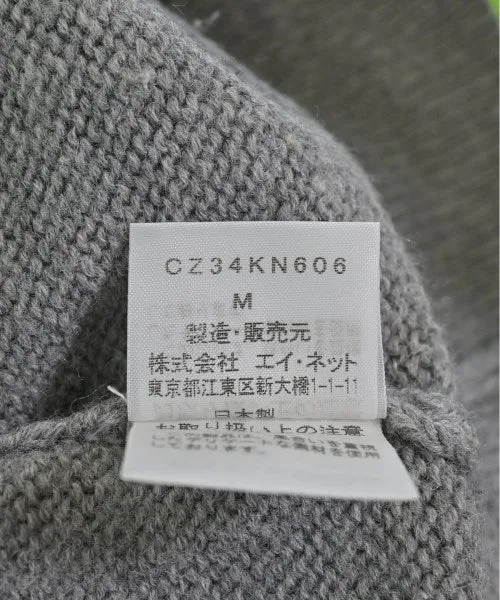 CZ34KN606
M
製造・販売元
株式会社 エイ・ネット
東京都江東区新大橋1-1-11
日本製
お取り扱い上の注意